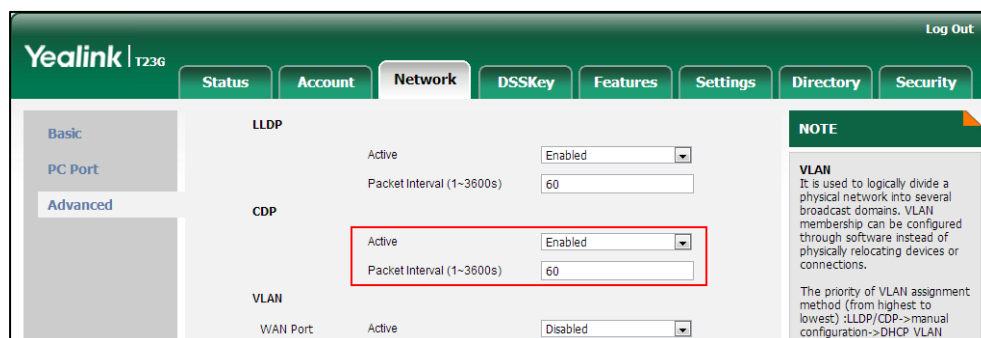 Log Out
Yealink | T23G
Status Account Network DSSKey Features Settings Directory Security
Basic
PC Port
Advanced
LLDP
Active Enabled
Packet Interval (1~3600s) 60
CDP
Active Enabled
Packet Interval (1~3600s) 60
VLAN
WAN Port Active Disabled
NOTE
VLAN
It is used to logically divide a
physical network into several
broadcast domains. VLAN
membership can be configured
through software instead of
physically relocating devices or
connections.
The priority of VLAN assignment
method (from highest to
lowest) :LLDP/CDP->manual
configuration->DHCP VLAN